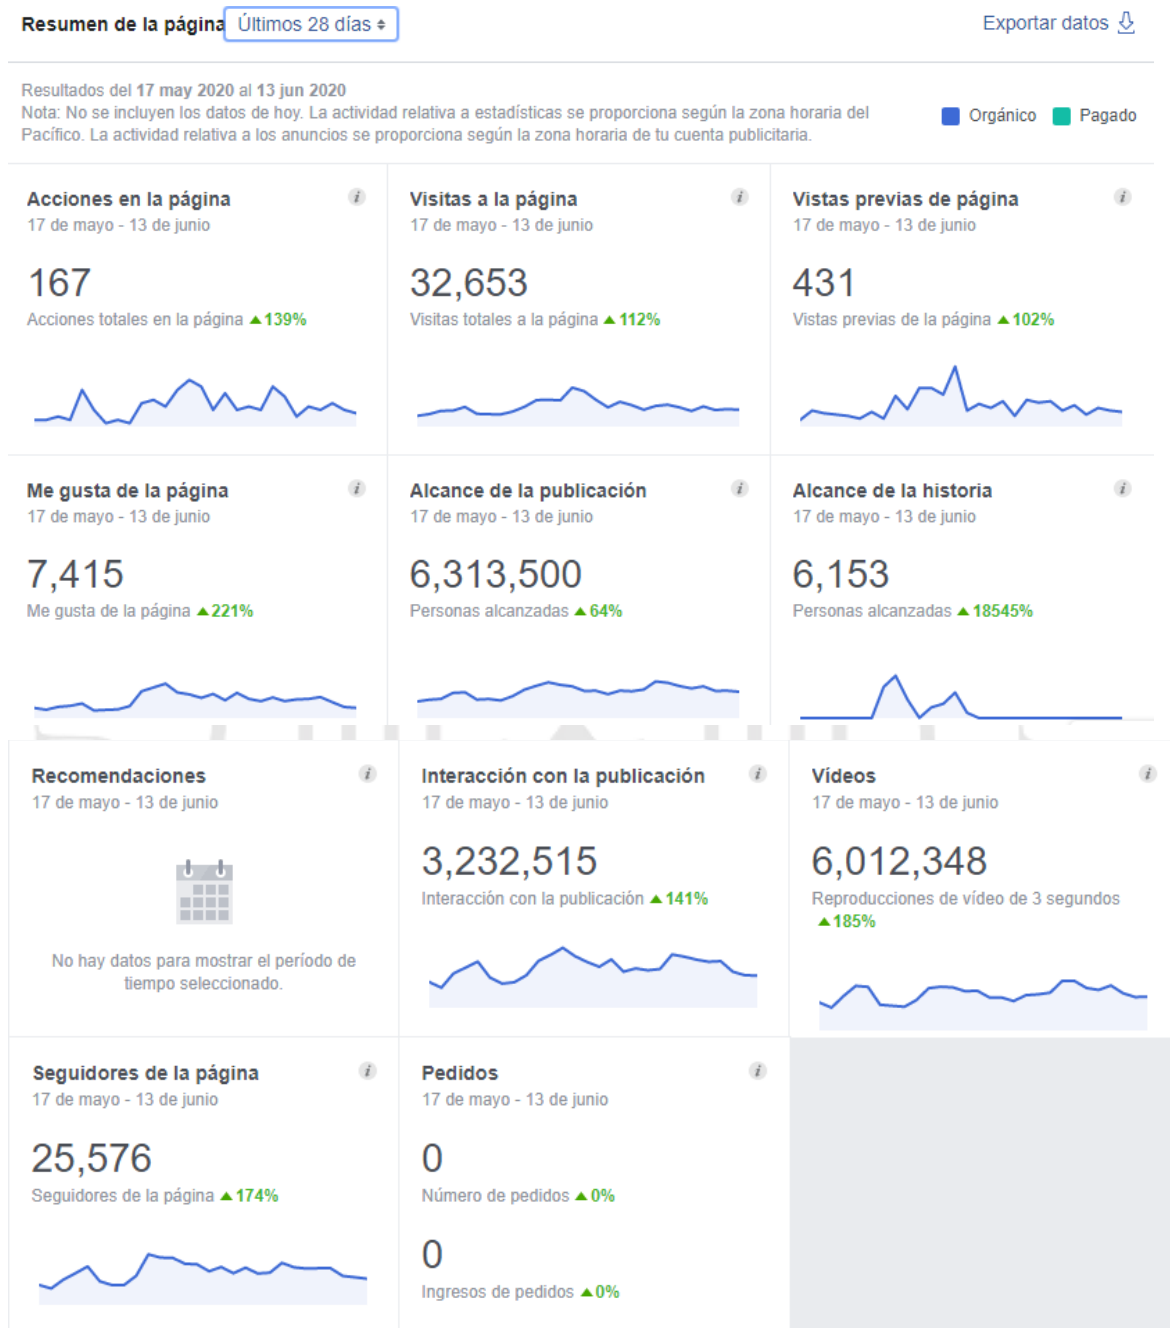 Resumen de la página Últimos 28 días
Exportar datos
Resultados del 17 may 2020 al 13 jun 2020
Nota: No se incluyen los datos de hoy. La actividad relativa a estadísticas se proporciona según la zona horaria del
Pacífico. La actividad relativa a los anuncios se proporciona según la zona horaria de tu cuenta publicitaria.
Orgánico Pagado
Acciones en la página
17 de mayo - 13 de junio
167
Acciones totales en la página ▲139%
Visitas a la página
17 de mayo - 13 de junio
32,653
Visitas totales a la página ▲112%
Vistas previas de página
17 de mayo - 13 de junio
431
Vistas previas de la página ▲102%
Me gusta de la página
17 de mayo - 13 de junio
7,415
Me gusta de la página ▲221%
Alcance de la publicación
17 de mayo - 13 de junio
6,313,500
Personas alcanzadas ▲64%
Alcance de la historia
17 de mayo - 13 de junio
6,153
Personas alcanzadas ▲18545%
Recomendaciones
17 de mayo - 13 de junio
No hay datos para mostrar el período de
tiempo seleccionado.
Interacción con la publicación
17 de mayo - 13 de junio
3,232,515
Interacción con la publicación ▲141%
Vídeos
17 de mayo - 13 de junio
6,012,348
Reproducciones de vídeo de 3 segundos
▲185%
Seguidores de la página
17 de mayo - 13 de junio
25,576
Seguidores de la página ▲174%
Pedidos
17 de mayo - 13 de junio
0
Número de pedidos ▲0%
0
Ingresos de pedidos ▲0%